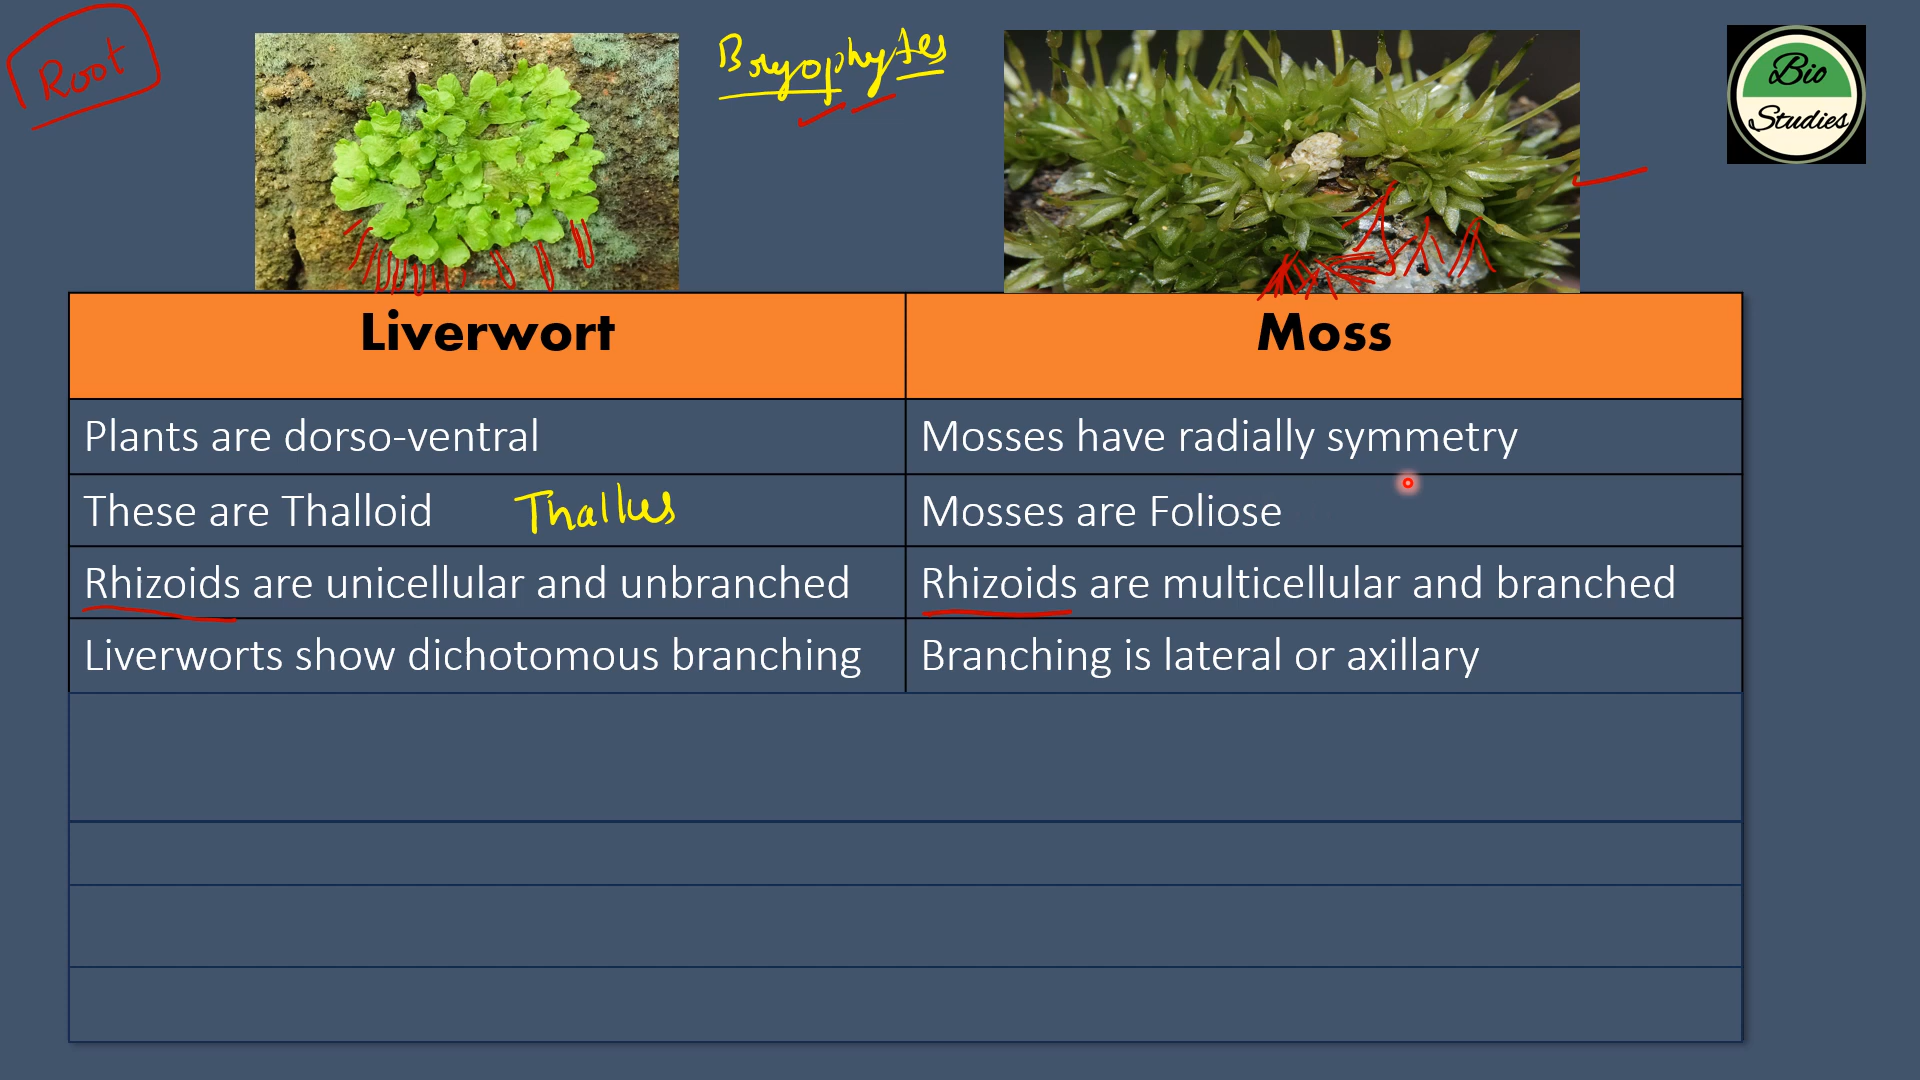 Root
Bryophytes
Bio
Studies
Liverwort
Moss
Plants are dorso-ventral
Mosses have radially symmetry
These are Thalloid
Thallus
Mosses are Foliose
Rhizoids are unicellular and unbranched
Rhizoids are multicellular and branched
Liverworts show dichotomous branching
Branching is lateral or axillary